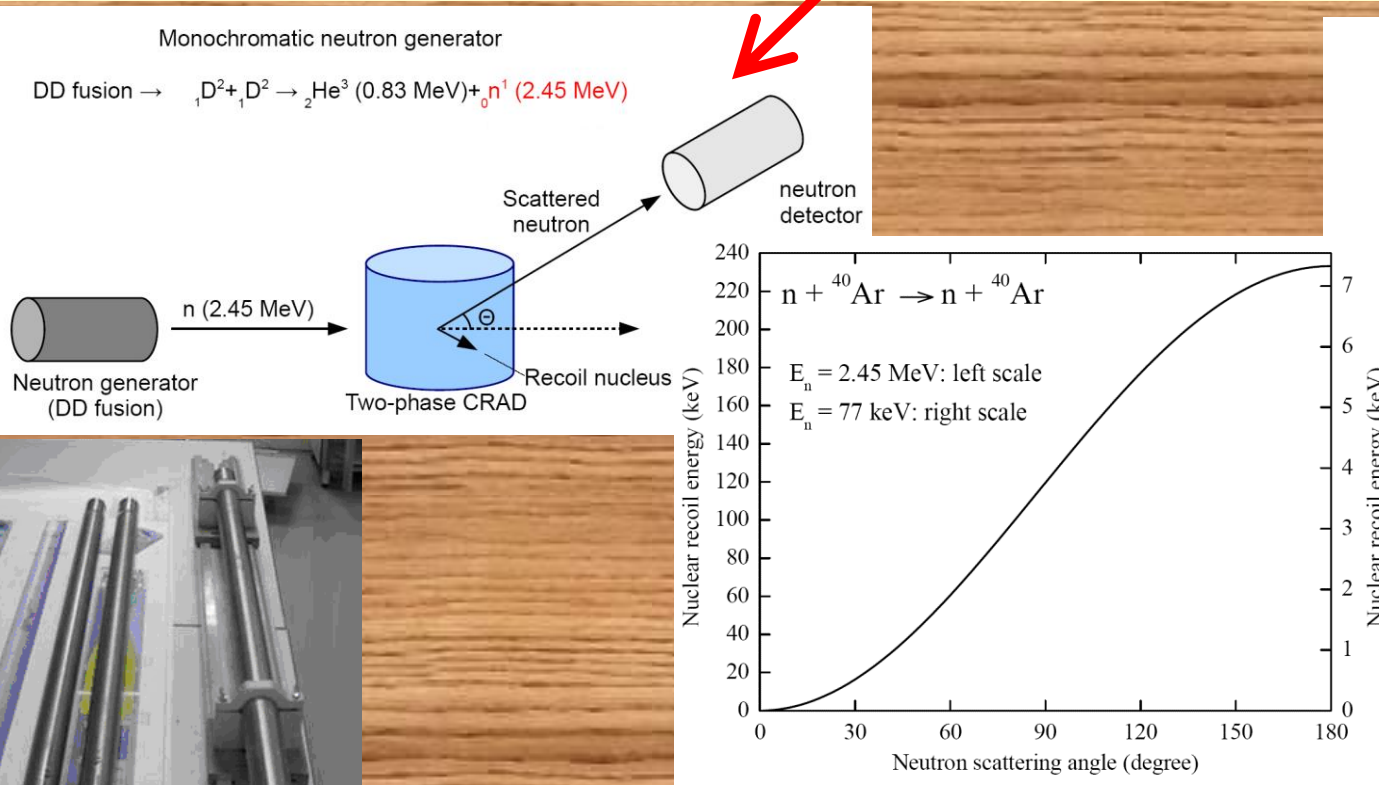 Monochromatic neutron generator
DD fusion → ₁D²+₁D² → ₂He³ (0.83 MeV)+₀n¹ (2.45 MeV)
Scattered
neutron
neutron
detector
n (2.45 MeV)
Θ
Recoil nucleus
Neutron generator
(DD fusion)
Two-phase CRAD
n + ⁴⁰Ar → n + ⁴⁰Ar
Eₙ = 2.45 MeV: left scale
Eₙ = 77 keV: right scale
Nuclear recoil energy (keV)
240
220
200
180
160
140
120
100
80
60
40
20
0
7
6
5
4
3
2
1
0
Nuclear recoil energy (keV)
0 30 60 90 120 150 180
Neutron scattering angle (degree)